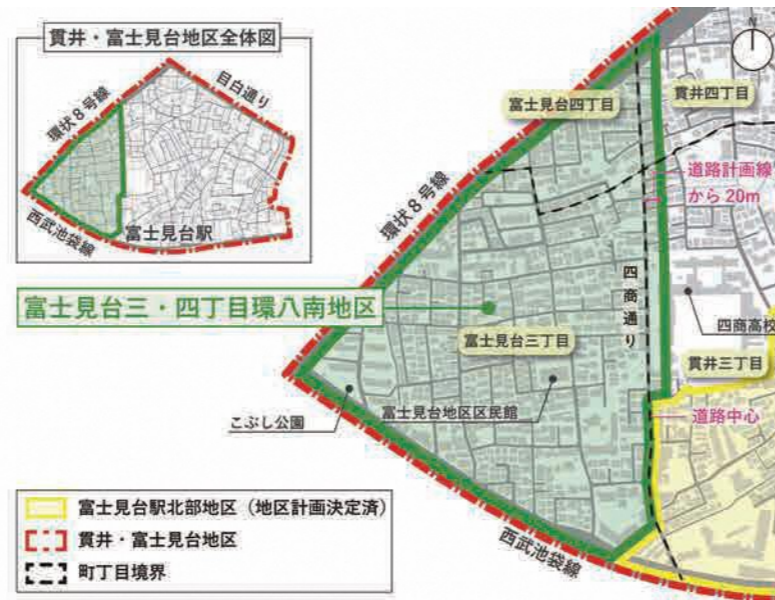 貫井・富士見台地区全体図
目白通り
環状8号線
西武池袋線
富士見台駅
N
富士見台四丁目
貫井四丁目
道路計画線
から 20m
環状8号線
四商通り
富士見台三・四丁目環八南地区
富士見台三丁目
四商高校
貫井三丁目
こぶし公園
富士見台地区区民館
道路中心
西武池袋線
富士見台駅北部地区（地区計画決定済）
貫井・富士見台地区
町丁目境界